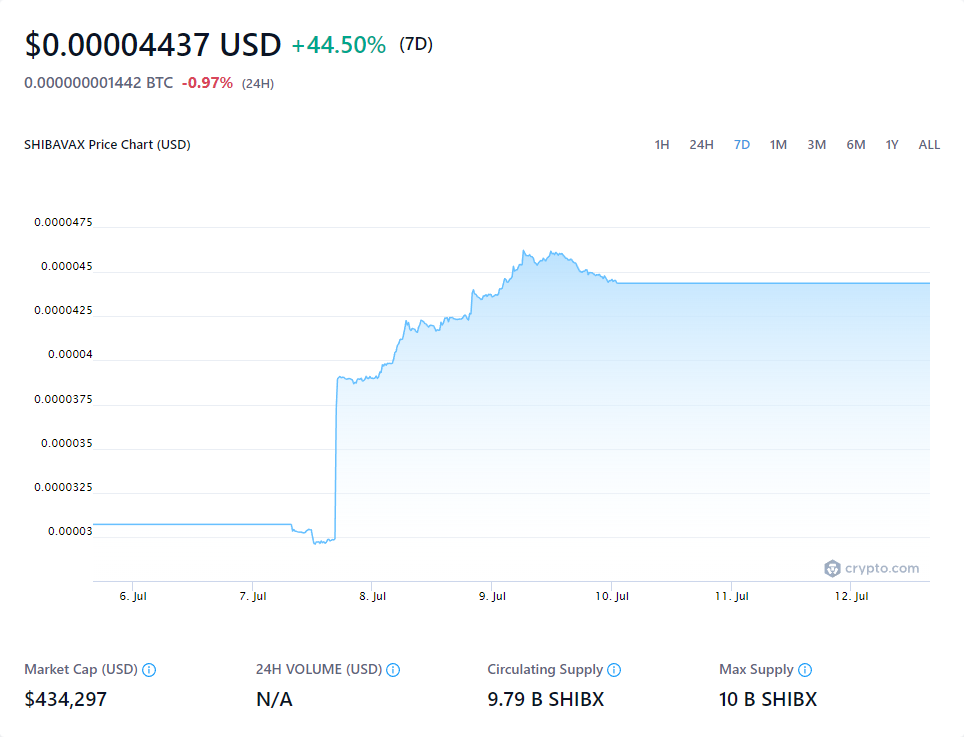 $0.00004437 USD +44.50% (7D)
0.000000001442 BTC -0.97% (24H)
SHIBAVAX Price Chart (USD) 1H 24H 7D 1M 3M 6M 1Y ALL
0.0000475
0.000045
0.0000425
0.00004
0.0000375
0.000035
0.0000325
0.00003
crypto.com
6. Jul 7. Jul 8. Jul 9. Jul 10. Jul 11. Jul 12. Jul
Market Cap (USD) 24H VOLUME (USD) Circulating Supply Max Supply
$434,297 N/A 9.79 B SHIBX 10 B SHIBX